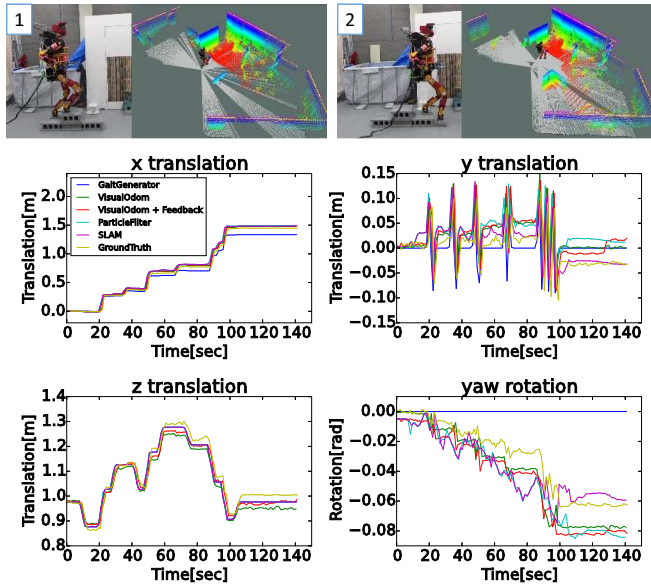 1
2
x translation
Translation[m]
2.0
1.5
1.0
0.5
0.0
GaitGenerator
VisualOdom
VisualOdom + Feedback
ParticleFilter
SLAM
GroundTruth
0 20 40 60 80 100 120 140
Time[sec]
y translation
Translation[m]
0.15
0.10
0.05
0.00
−0.05
−0.10
−0.15
0 20 40 60 80 100 120 140
Time[sec]
z translation
Translation[m]
1.4
1.3
1.2
1.1
1.0
0.9
0.8
0 20 40 60 80 100 120 140
Time[sec]
yaw rotation
Rotation[rad]
0.00
−0.02
−0.04
−0.06
−0.08
0 20 40 60 80 100 120 140
Time[sec]